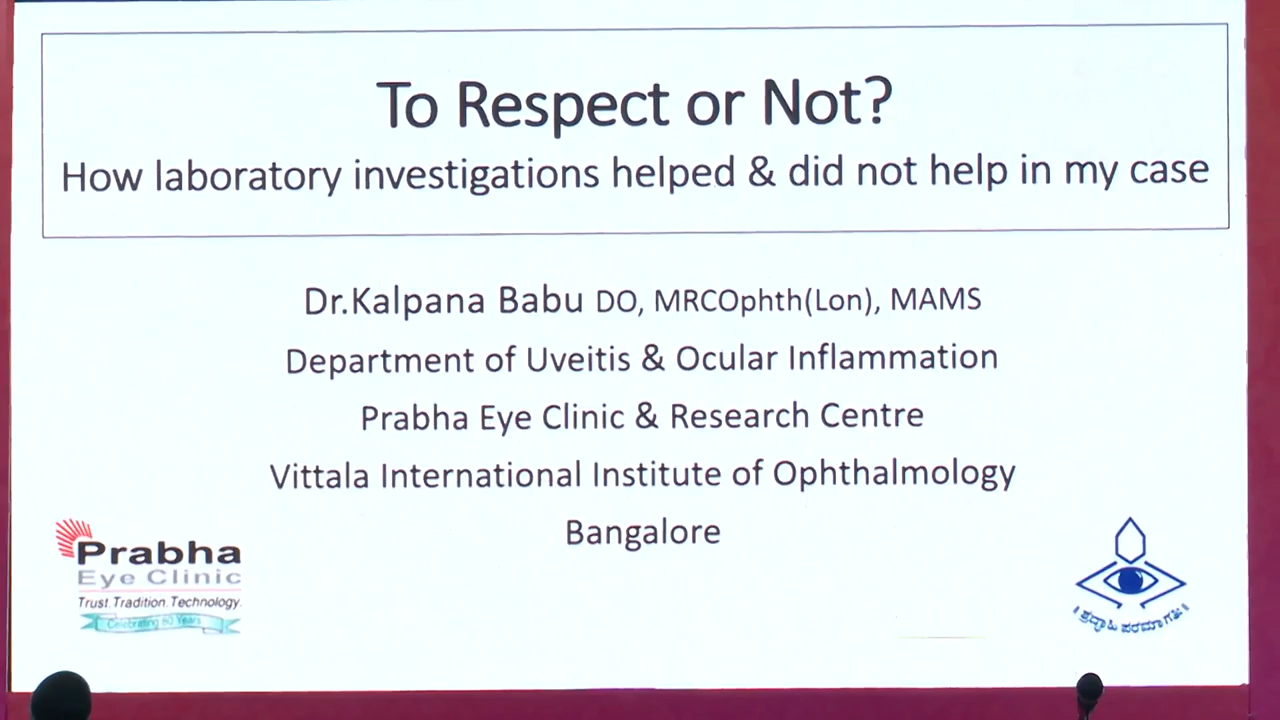 To Respect or Not?
How laboratory investigations helped & did not help in my case
Dr.Kalpana Babu DO, MRCOphth(Lon), MAMS
Department of Uveitis & Ocular Inflammation
Prabha Eye Clinic & Research Centre
Vittala International Institute of Ophthalmology
Bangalore
Prabha
Eye Clinic
Trust. Tradition. Technology.
Celebrating 80 Years